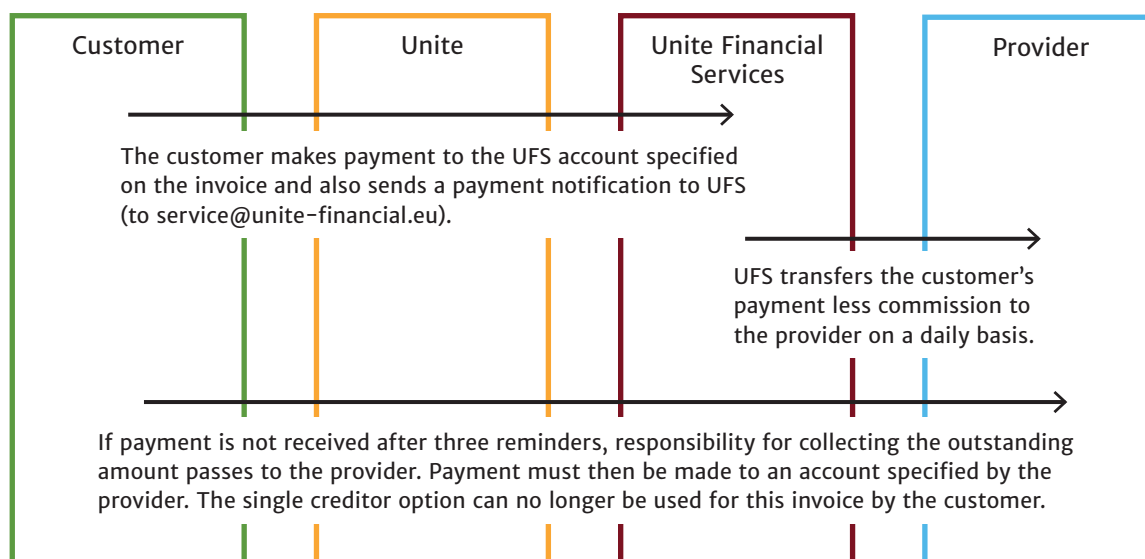 Customer
Unite
Unite Financial
Services
Provider
The customer makes payment to the UFS account specified
on the invoice and also sends a payment notification to UFS
(to service@unite-financial.eu).
UFS transfers the customer’s
payment less commission to
the provider on a daily basis.
If payment is not received after three reminders, responsibility for collecting the outstanding
amount passes to the provider. Payment must then be made to an account specified by the
provider. The single creditor option can no longer be used for this invoice by the customer.